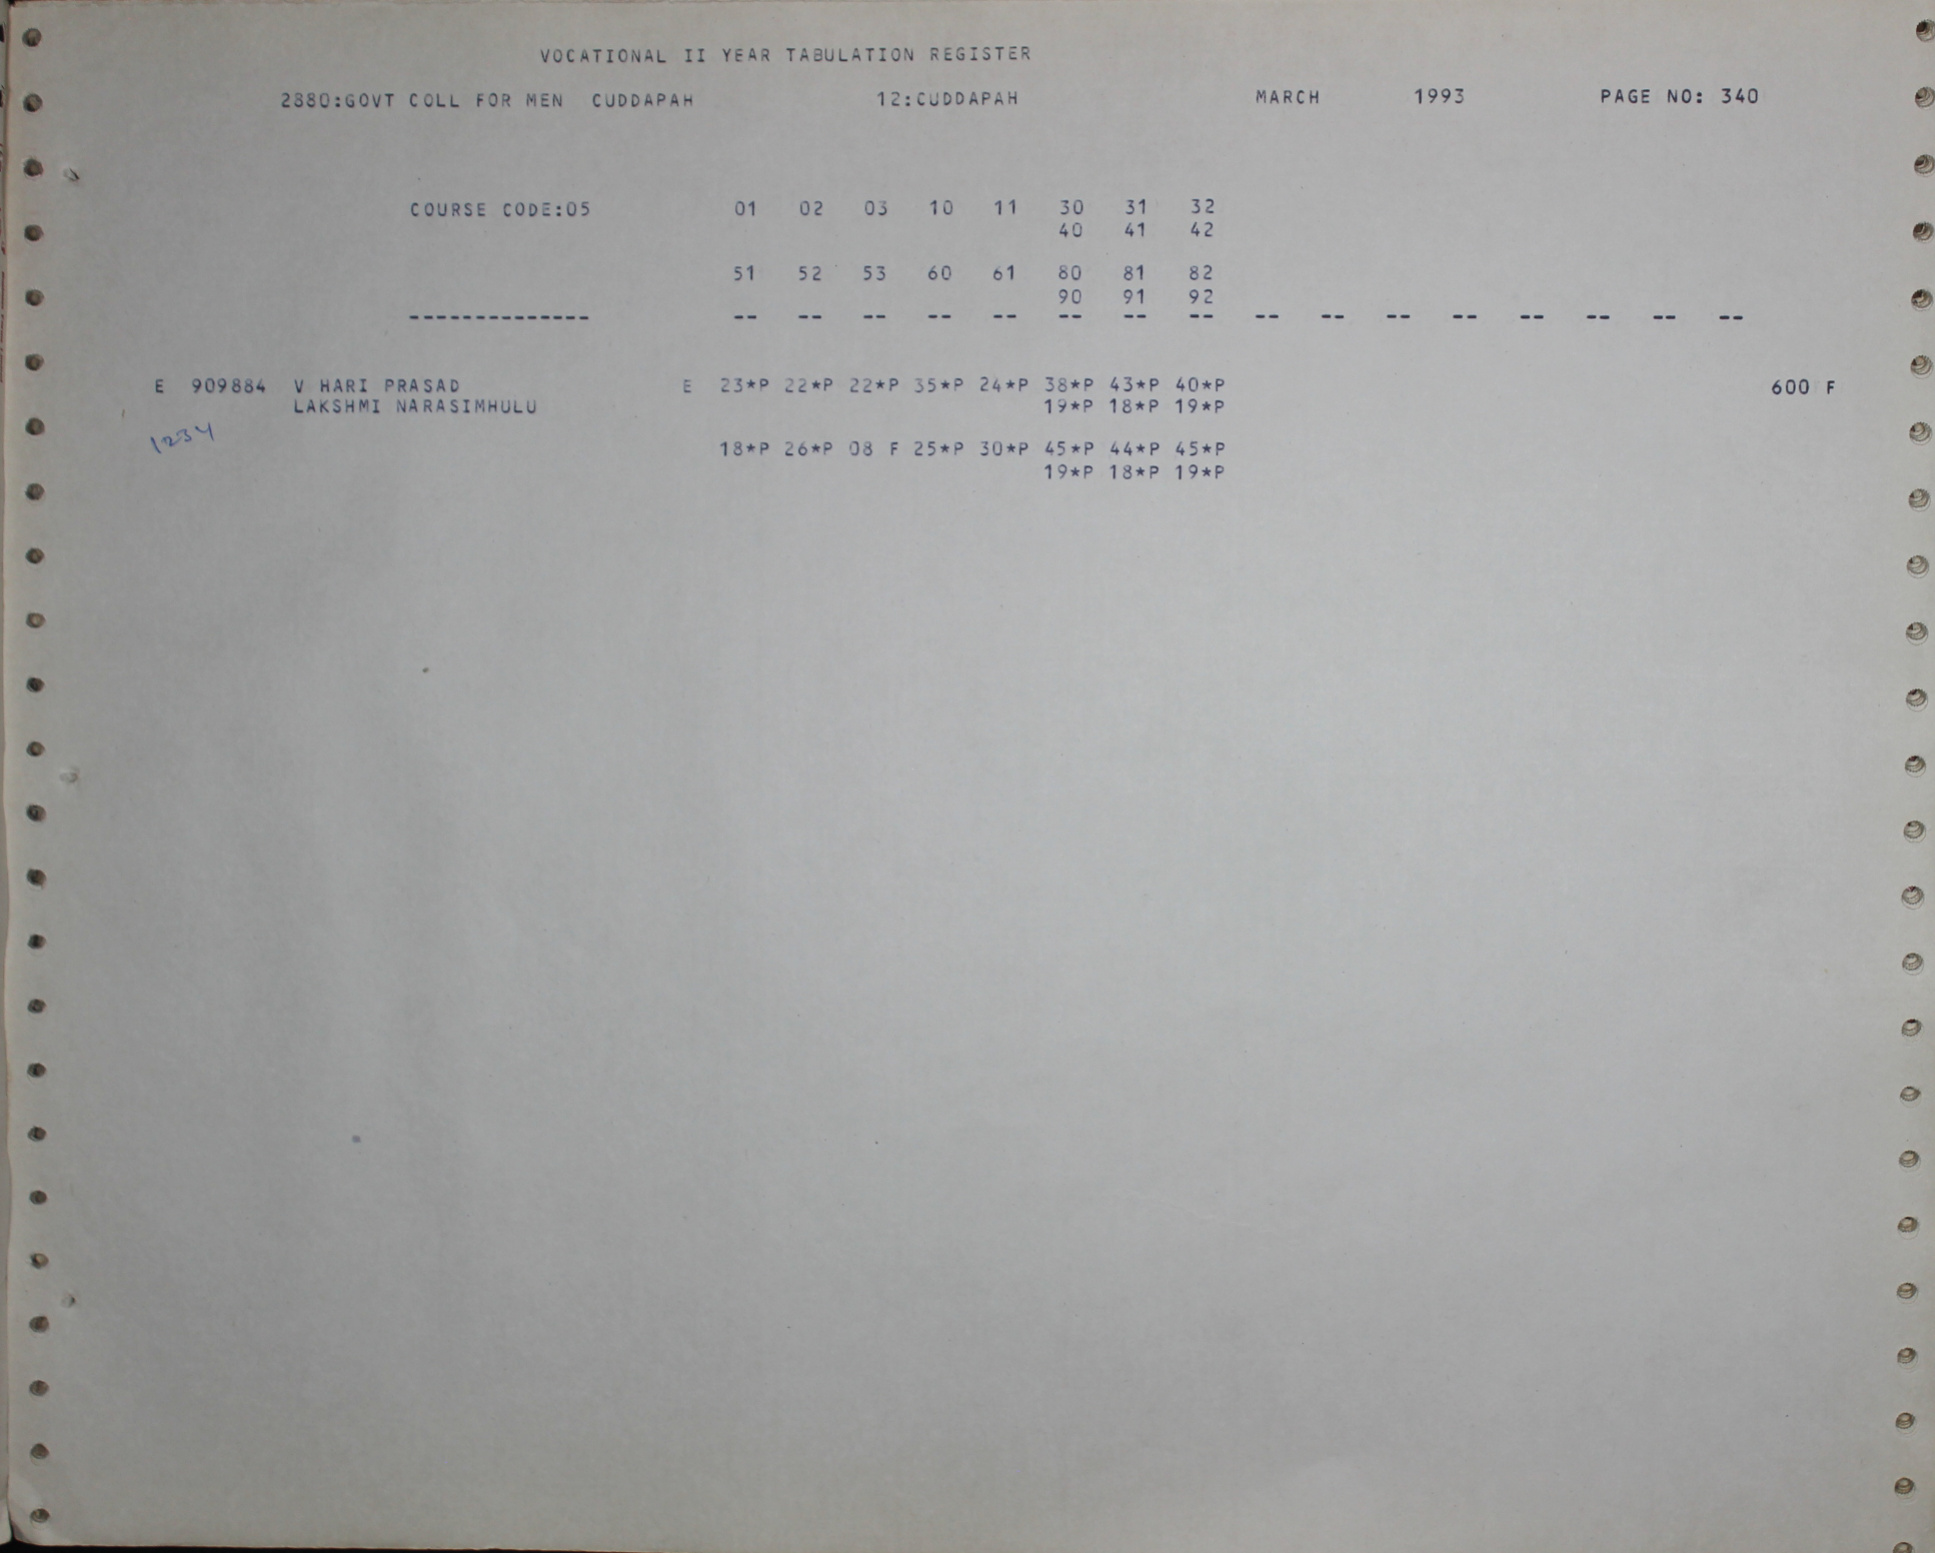 VOCATIONAL II YEAR TABULATION REGISTER
2880:GOVT COLL FOR MEN CUDDAPAH 12:CUDDAPAH MARCH 1993 PAGE NO: 340
COURSE CODE:05 01 02 03 10 11 30 31 32
40 41 42
51 52 53 60 61 80 81 82
90 91 92
-------------- -- -- -- -- -- -- -- -- -- -- -- -- -- -- -- --
E 909884 V HARI PRASAD E 23*P 22*P 22*P 35*P 24*P 38*P 43*P 40*P 600 F
LAKSHMI NARASIMHULU 19*P 18*P 19*P
1234
18*P 26*P 08 F 25*P 30*P 45*P 44*P 45*P
19*P 18*P 19*P